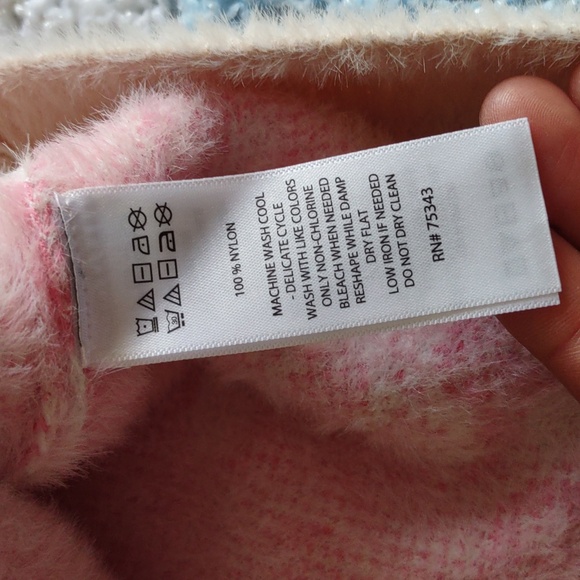 100 % NYLON
MACHINE WASH COOL
- DELICATE CYCLE
WASH WITH LIKE COLORS
ONLY NON-CHLORINE
BLEACH WHEN NEEDED
RESHAPE WHILE DAMP
DRY FLAT
LOW IRON IF NEEDED
DO NOT DRY CLEAN
RN# 75343